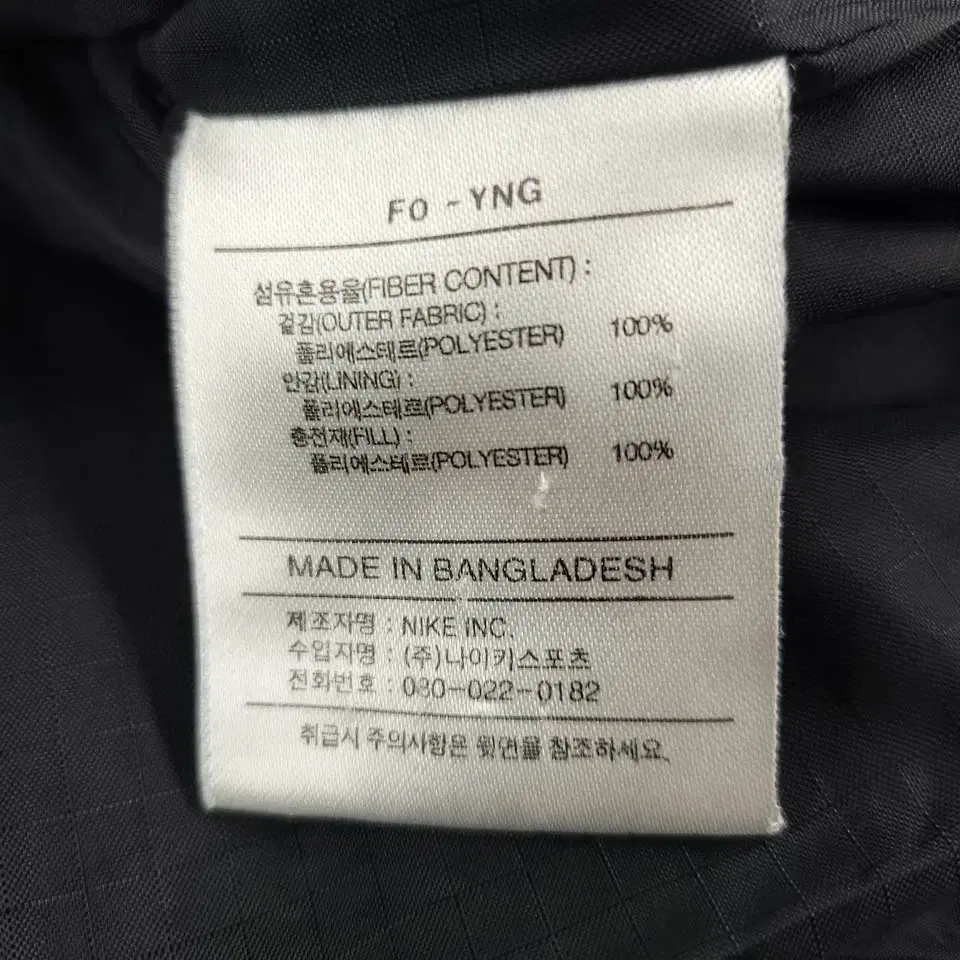 FO - YNG
섬유혼용율(FIBER CONTENT) :
겉감(OUTER FABRIC) :
폴리에스테르(POLYESTER) 100%
안감(LINING) :
폴리에스테르(POLYESTER) 100%
충전재(FILL) :
폴리에스테르(POLYESTER) 100%
MADE IN BANGLADESH
제조자명 : NIKE INC.
수입자명 : (주)나이키스포츠
전화번호 : 080-022-0182
취급시 주의사항은 윗면을 참조하세요.